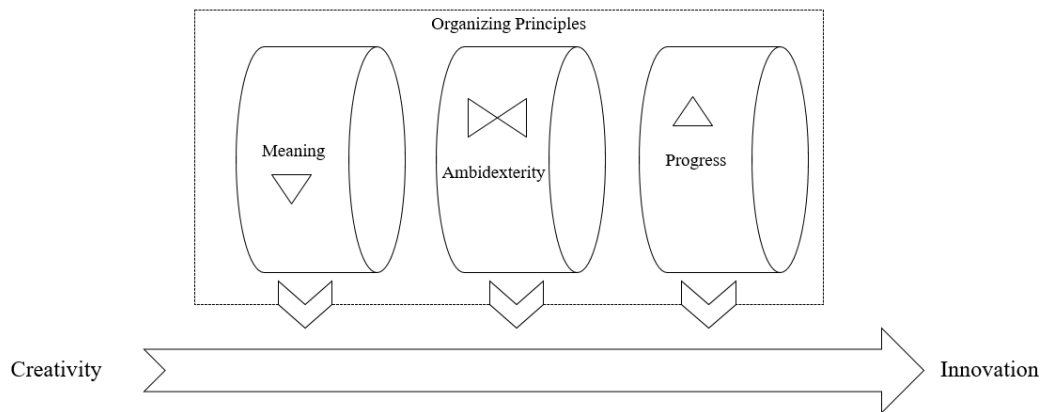 Organizing Principles
Meaning
Ambidexterity
Progress
Creativity
Innovation